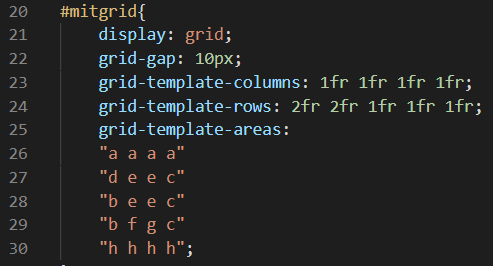 20 #mitgrid{
21 display: grid;
22 grid-gap: 10px;
23 grid-template-columns: 1fr 1fr 1fr 1fr;
24 grid-template-rows: 2fr 2fr 1fr 1fr 1fr;
25 grid-template-areas:
26 "a a a a"
27 "d e e c"
28 "b e e c"
29 "b f g c"
30 "h h h h";